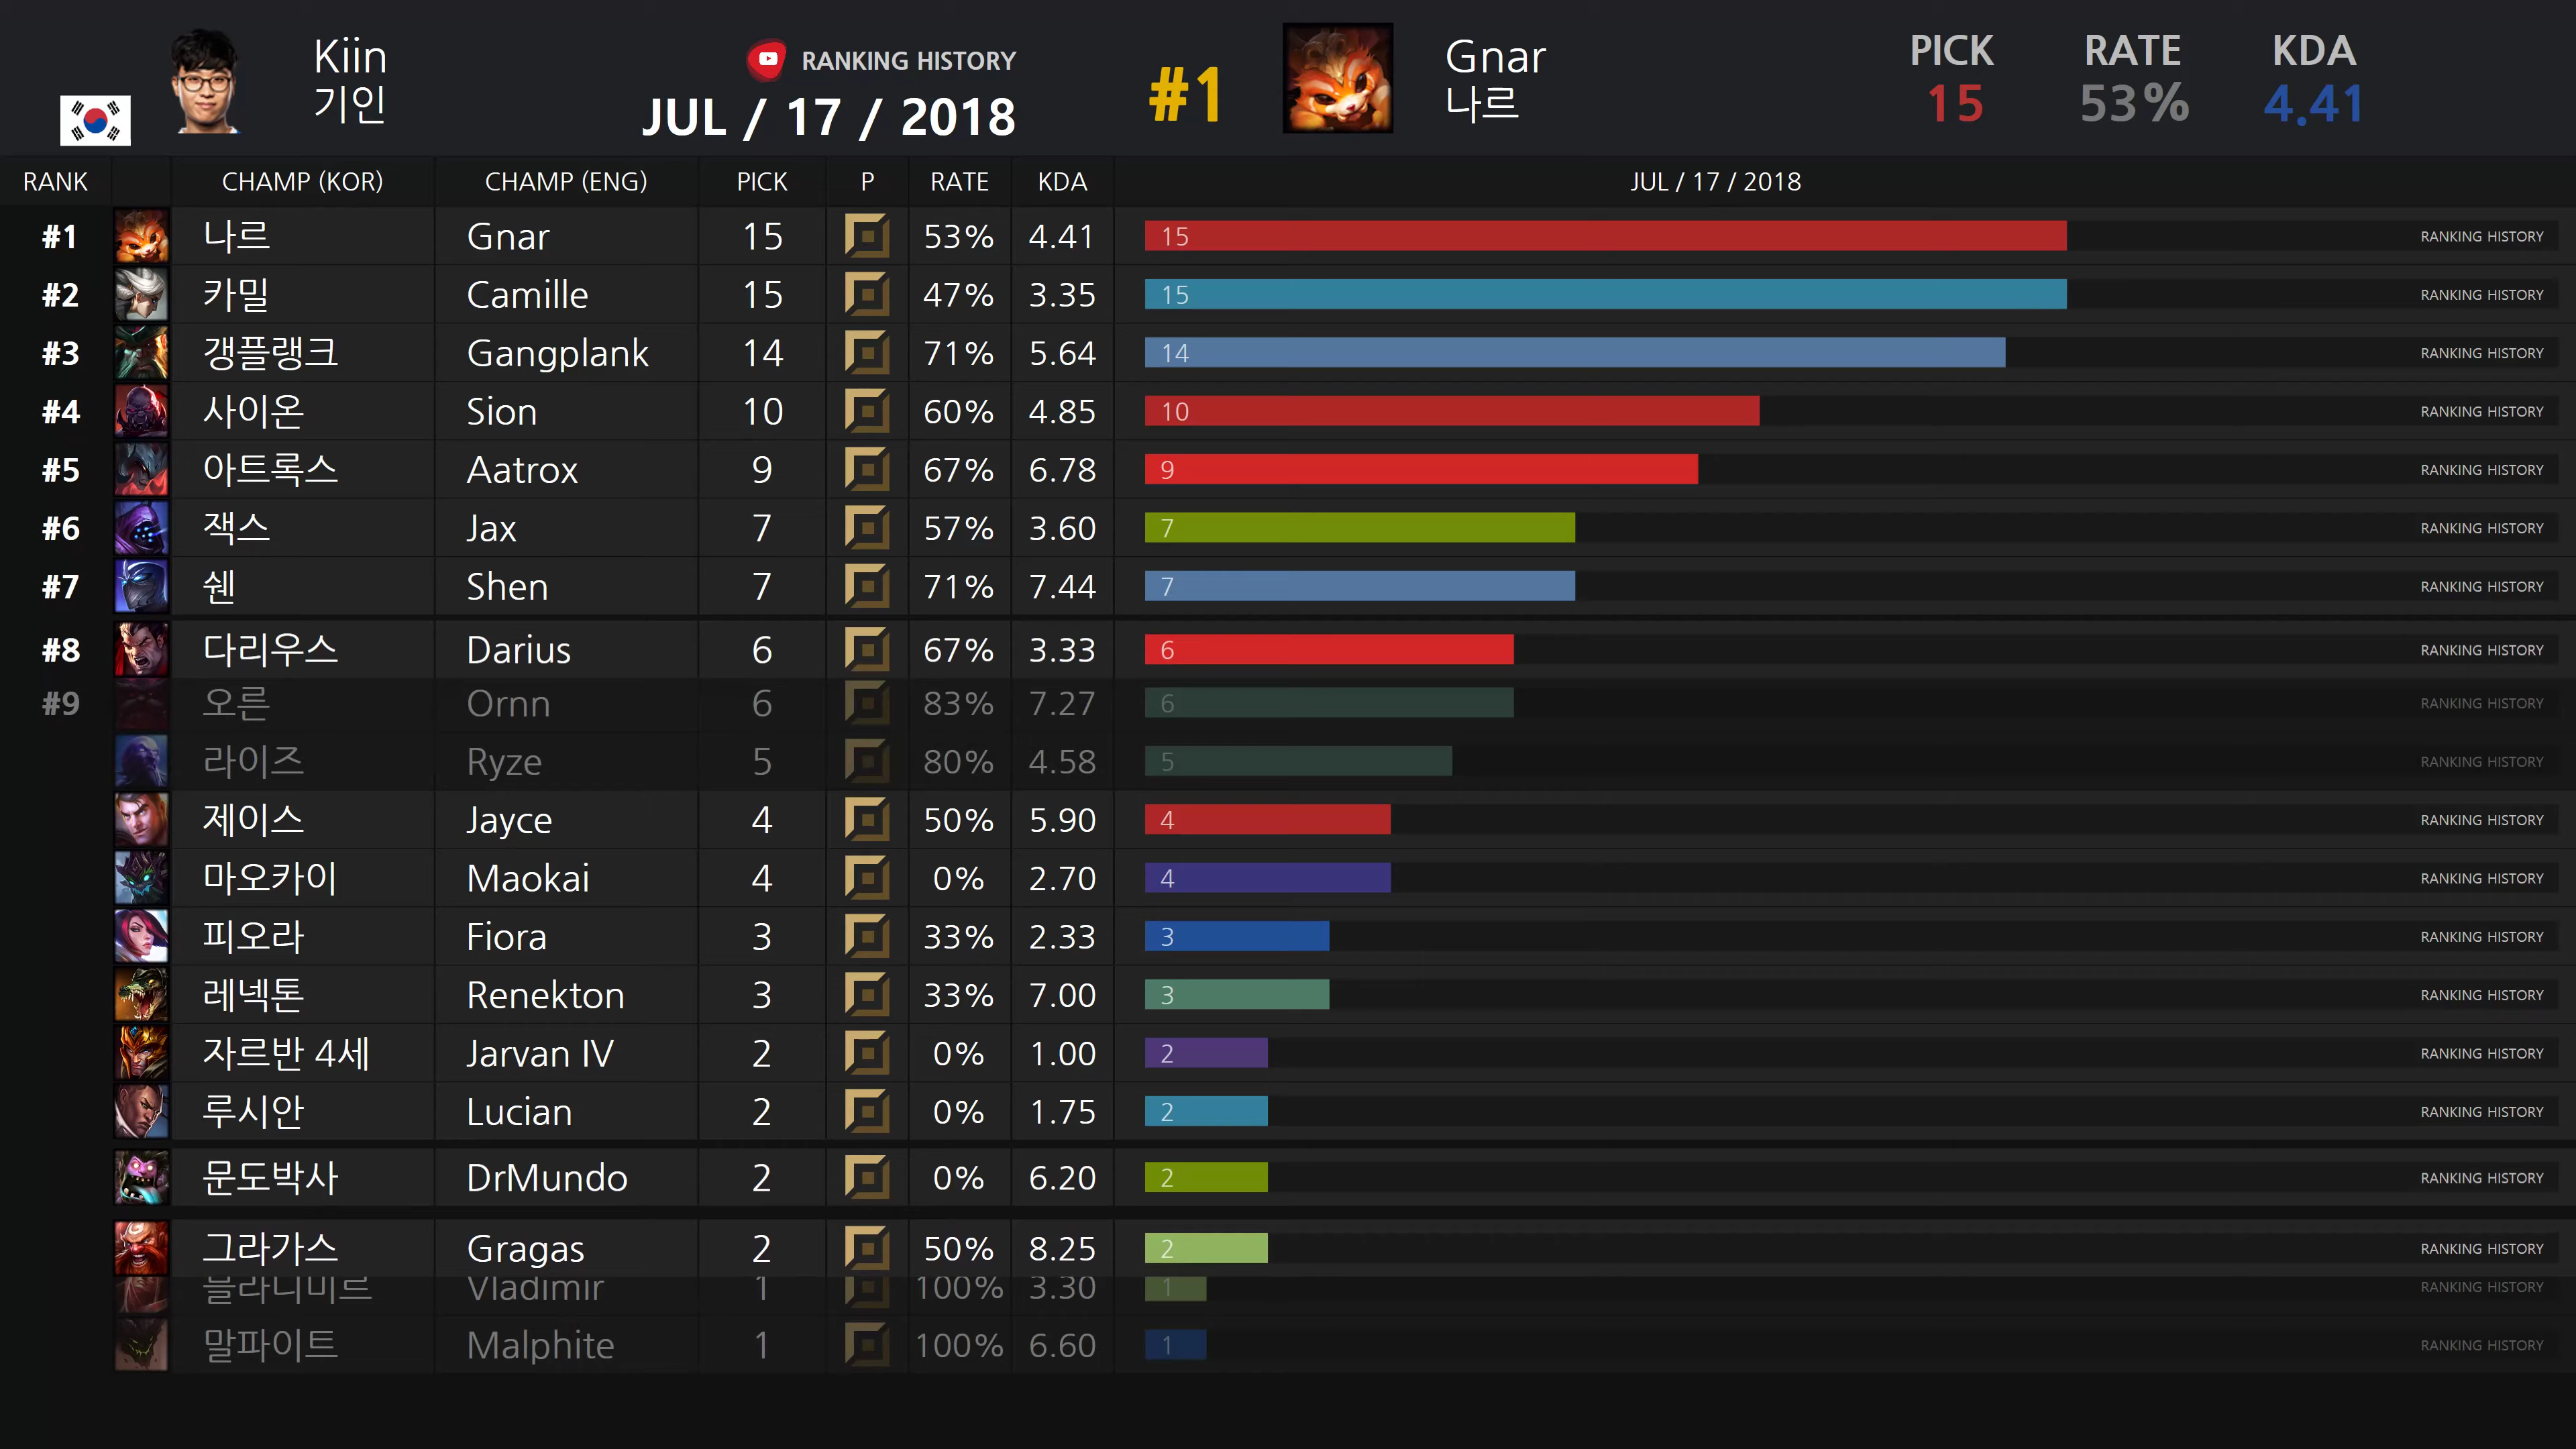 Kiin
기인
RANKING HISTORY
JUL / 17 / 2018
#1
Gnar
나르
PICK RATE KDA
15 53% 4.41
RANK CHAMP (KOR) CHAMP (ENG) PICK P RATE KDA JUL / 17 / 2018
#1 나르 Gnar 15 53% 4.41 15 RANKING HISTORY
#2 카밀 Camille 15 47% 3.35 15 RANKING HISTORY
#3 갱플랭크 Gangplank 14 71% 5.64 14 RANKING HISTORY
#4 사이온 Sion 10 60% 4.85 10 RANKING HISTORY
#5 아트록스 Aatrox 9 67% 6.78 9 RANKING HISTORY
#6 잭스 Jax 7 57% 3.60 7 RANKING HISTORY
#7 쉔 Shen 7 71% 7.44 7 RANKING HISTORY
#8 다리우스 Darius 6 67% 3.33 6 RANKING HISTORY
#9 오른 Ornn 6 83% 7.27 6 RANKING HISTORY
라이즈 Ryze 5 80% 4.58 5 RANKING HISTORY
제이스 Jayce 4 50% 5.90 4 RANKING HISTORY
마오카이 Maokai 4 0% 2.70 4 RANKING HISTORY
피오라 Fiora 3 33% 2.33 3 RANKING HISTORY
레넥톤 Renekton 3 33% 7.00 3 RANKING HISTORY
자르반 4세 Jarvan IV 2 0% 1.00 2 RANKING HISTORY
루시안 Lucian 2 0% 1.75 2 RANKING HISTORY
문도박사 DrMundo 2 0% 6.20 2 RANKING HISTORY
그라가스 Gragas 2 50% 8.25 2 RANKING HISTORY
블라디미르 Vladimir 1 100% 3.30 1 RANKING HISTORY
말파이트 Malphite 1 100% 6.60 1 RANKING HISTORY